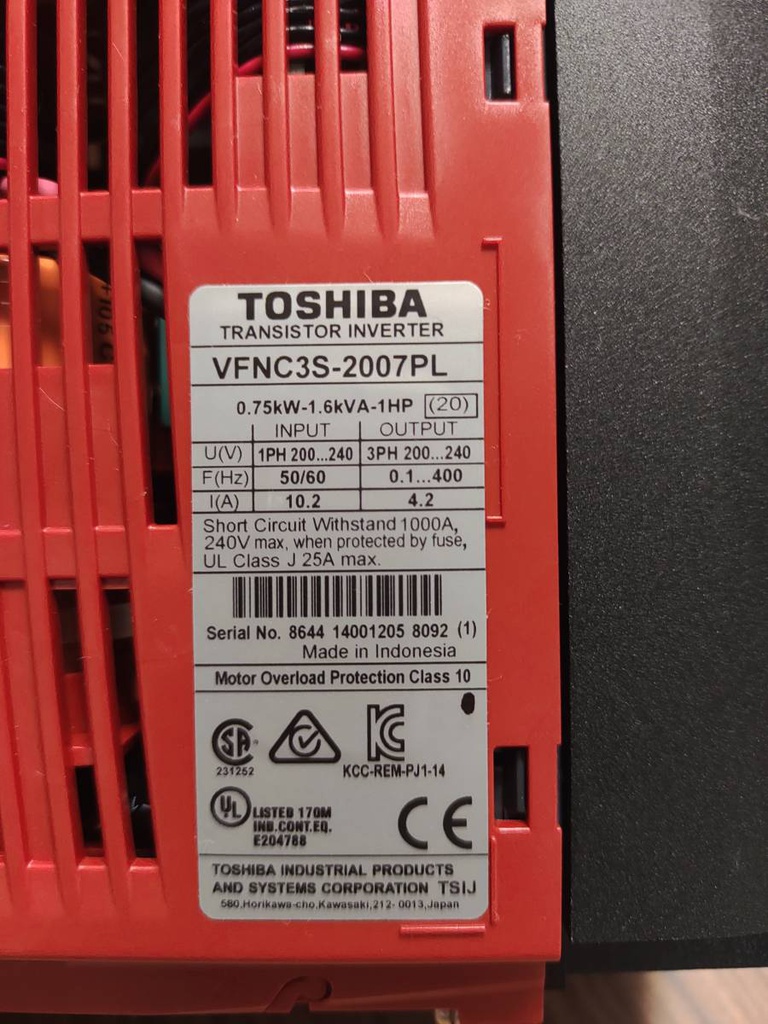 TOSHIBA
TRANSISTOR INVERTER
VFNC3S-2007PL
0.75kW-1.6kVA-1HP (20)
INPUT OUTPUT
U(V) 1PH 200...240 3PH 200...240
F(Hz) 50/60 0.1...400
I(A) 10.2 4.2
Short Circuit Withstand 1000A,
240V max, when protected by fuse,
UL Class J 25A max.
Serial No. 8644 14001205 8092 (1)
Made in Indonesia
Motor Overload Protection Class 10
SA
231252
KC
KCC-REM-PJ1-14
UL
LISTED 170M
IND.CONT.EQ.
E204788
CE
TOSHIBA INDUSTRIAL PRODUCTS
AND SYSTEMS CORPORATION TSIJ
580,Horikawa-cho,Kawasaki,212-0013,Japan